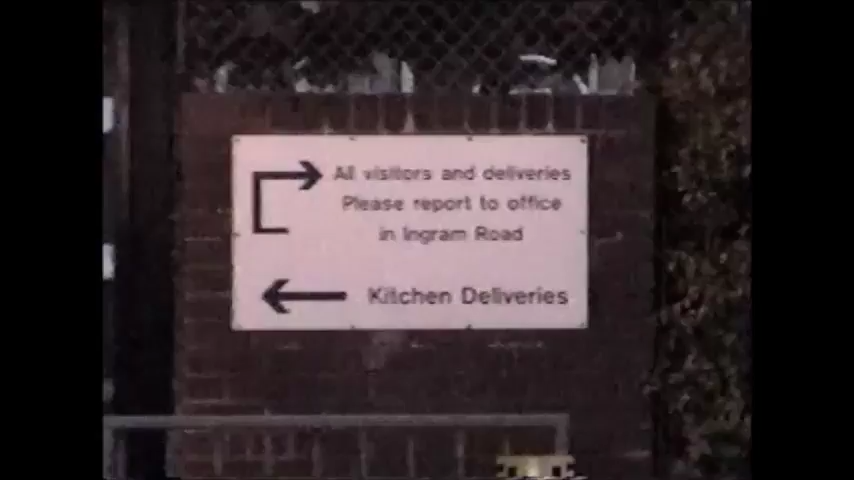 All visitors and deliveries
Please report to office
in Ingram Road
Kitchen Deliveries